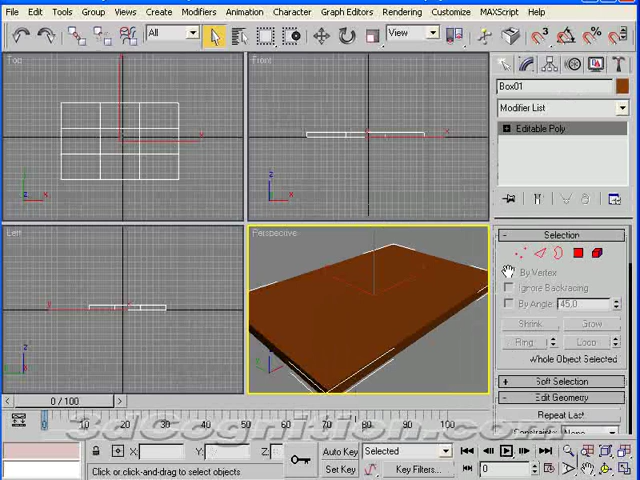 File Edit Tools Group Views Create Modifiers Animation Character Graph Editors Rendering Customize MAXScript Help
All View
Top Front
Left Perspective
Box01
Modifier List
Editable Poly
Selection
By Vertex
Ignore Backfacing
By Angle: 45.0
Shrink Grow
Ring Loop
Whole Object Selected
Soft Selection
Edit Geometry
Repeat Last
0 / 100
0 10 20 30 40 50 60 70 80 90 100
3dCognition.com
X: Y: Z: Auto Key Selected
Click or click-and-drag to select objects Set Key Key Filters... 0